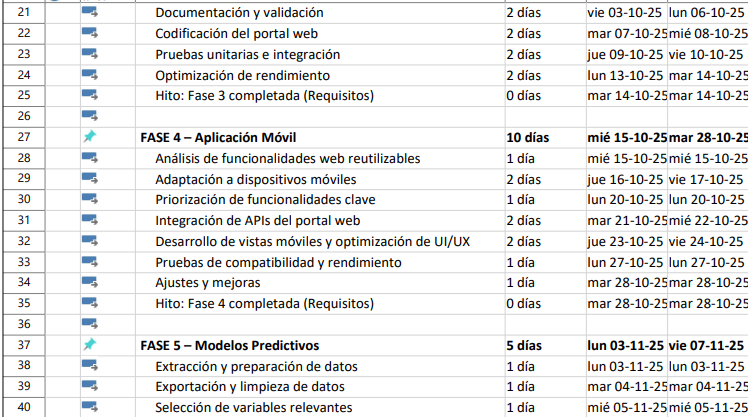 21 Documentación y validación 2 días vie 03-10-25 lun 06-10-25
22 Codificación del portal web 2 días mar 07-10-25 mié 08-10-25
23 Pruebas unitarias e integración 2 días jue 09-10-25 vie 10-10-25
24 Optimización de rendimiento 2 días lun 13-10-25 mar 14-10-25
25 Hito: Fase 3 completada (Requisitos) 0 días mar 14-10-25 mar 14-10-25
26
27 FASE 4 – Aplicación Móvil 10 días mié 15-10-25 mar 28-10-25
28 Análisis de funcionalidades web reutilizables 1 día mié 15-10-25 mié 15-10-25
29 Adaptación a dispositivos móviles 2 días jue 16-10-25 vie 17-10-25
30 Priorización de funcionalidades clave 1 día lun 20-10-25 lun 20-10-25
31 Integración de APIs del portal web 2 días mar 21-10-25 mié 22-10-25
32 Desarrollo de vistas móviles y optimización de UI/UX 2 días jue 23-10-25 vie 24-10-25
33 Pruebas de compatibilidad y rendimiento 1 día lun 27-10-25 lun 27-10-25
34 Ajustes y mejoras 1 día mar 28-10-25 mar 28-10-25
35 Hito: Fase 4 completada (Requisitos) 0 días mar 28-10-25 mar 28-10-25
36
37 FASE 5 – Modelos Predictivos 5 días lun 03-11-25 vie 07-11-25
38 Extracción y preparación de datos 1 día lun 03-11-25 lun 03-11-25
39 Exportación y limpieza de datos 1 día mar 04-11-25 mar 04-11-25
40 Selección de variables relevantes 1 día mié 05-11-25 mié 05-11-25